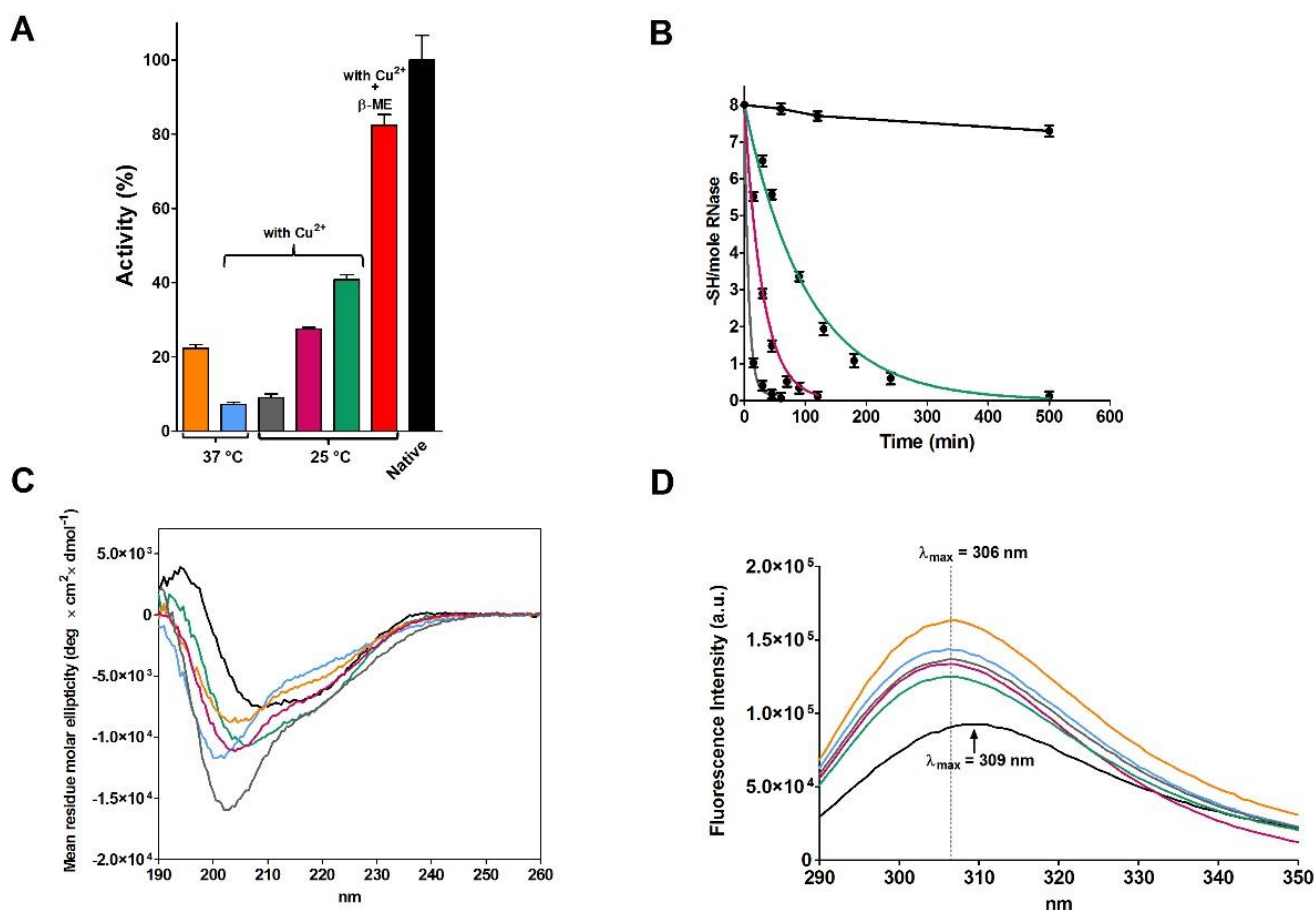 A
Activity (%)
100
80
60
40
20
0
with Cu²⁺
with Cu²⁺
+
β-ME
37 °C
25 °C
Native
B
-SH/mole RNase
8
7
6
5
4
3
2
1
0
0 100 200 300 400 500 600
Time (min)
C
Mean residue molar ellipticity (deg × cm²× dmol⁻¹)
5.0×10³
0
-5.0×10³
-1.0×10⁴
-1.5×10⁴
-2.0×10⁴
190 200 210 220 230 240 250 260
nm
D
Fluorescence Intensity (a.u.)
2.0×10⁵
1.5×10⁵
1.0×10⁵
5.0×10⁴
0
λmax = 306 nm
λmax = 309 nm
290 300 310 320 330 340 350
nm